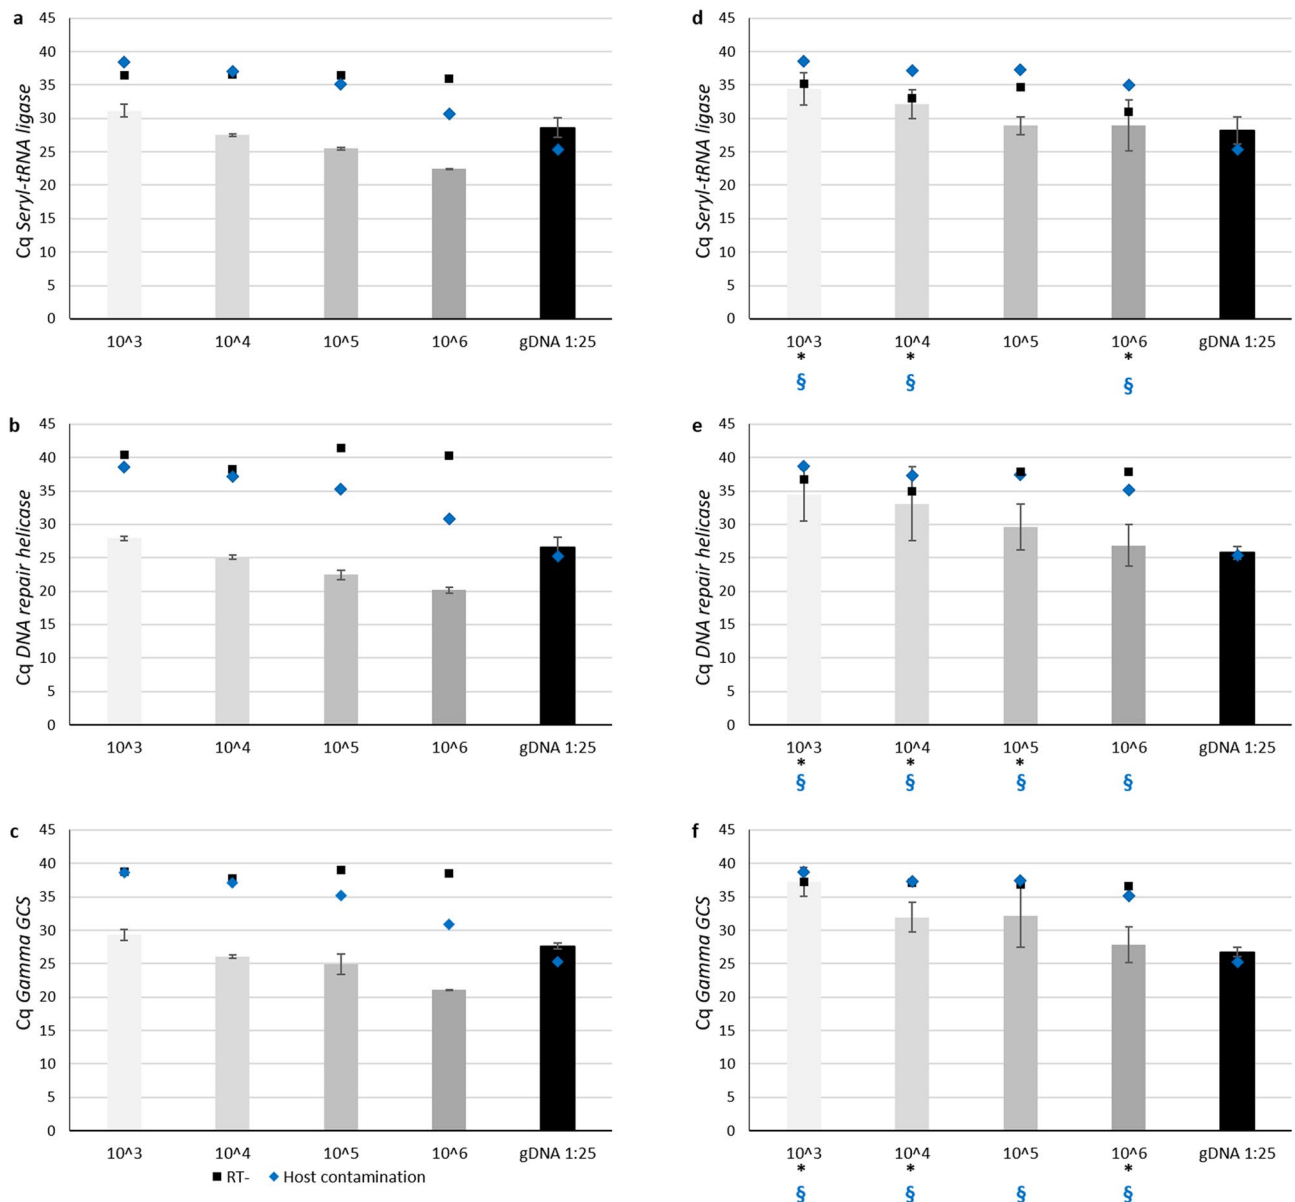 a
45
40
35
30
25
20
15
10
5
0
Cq Seryl-tRNA ligase
10^3 10^4 10^5 10^6 gDNA 1:25
d
45
40
35
30
25
20
15
10
5
0
Cq Seryl-tRNA ligase
10^3 10^4 10^5 10^6 gDNA 1:25
* * *
§ § §
b
45
40
35
30
25
20
15
10
5
0
Cq DNA repair helicase
10^3 10^4 10^5 10^6 gDNA 1:25
e
45
40
35
30
25
20
15
10
5
0
Cq DNA repair helicase
10^3 10^4 10^5 10^6 gDNA 1:25
* * *
§ § § §
c
45
40
35
30
25
20
15
10
5
0
Cq Gamma GCS
10^3 10^4 10^5 10^6 gDNA 1:25
RT- Host contamination
f
45
40
35
30
25
20
15
10
5
0
Cq Gamma GCS
10^3 10^4 10^5 10^6 gDNA 1:25
* * *
§ § § §